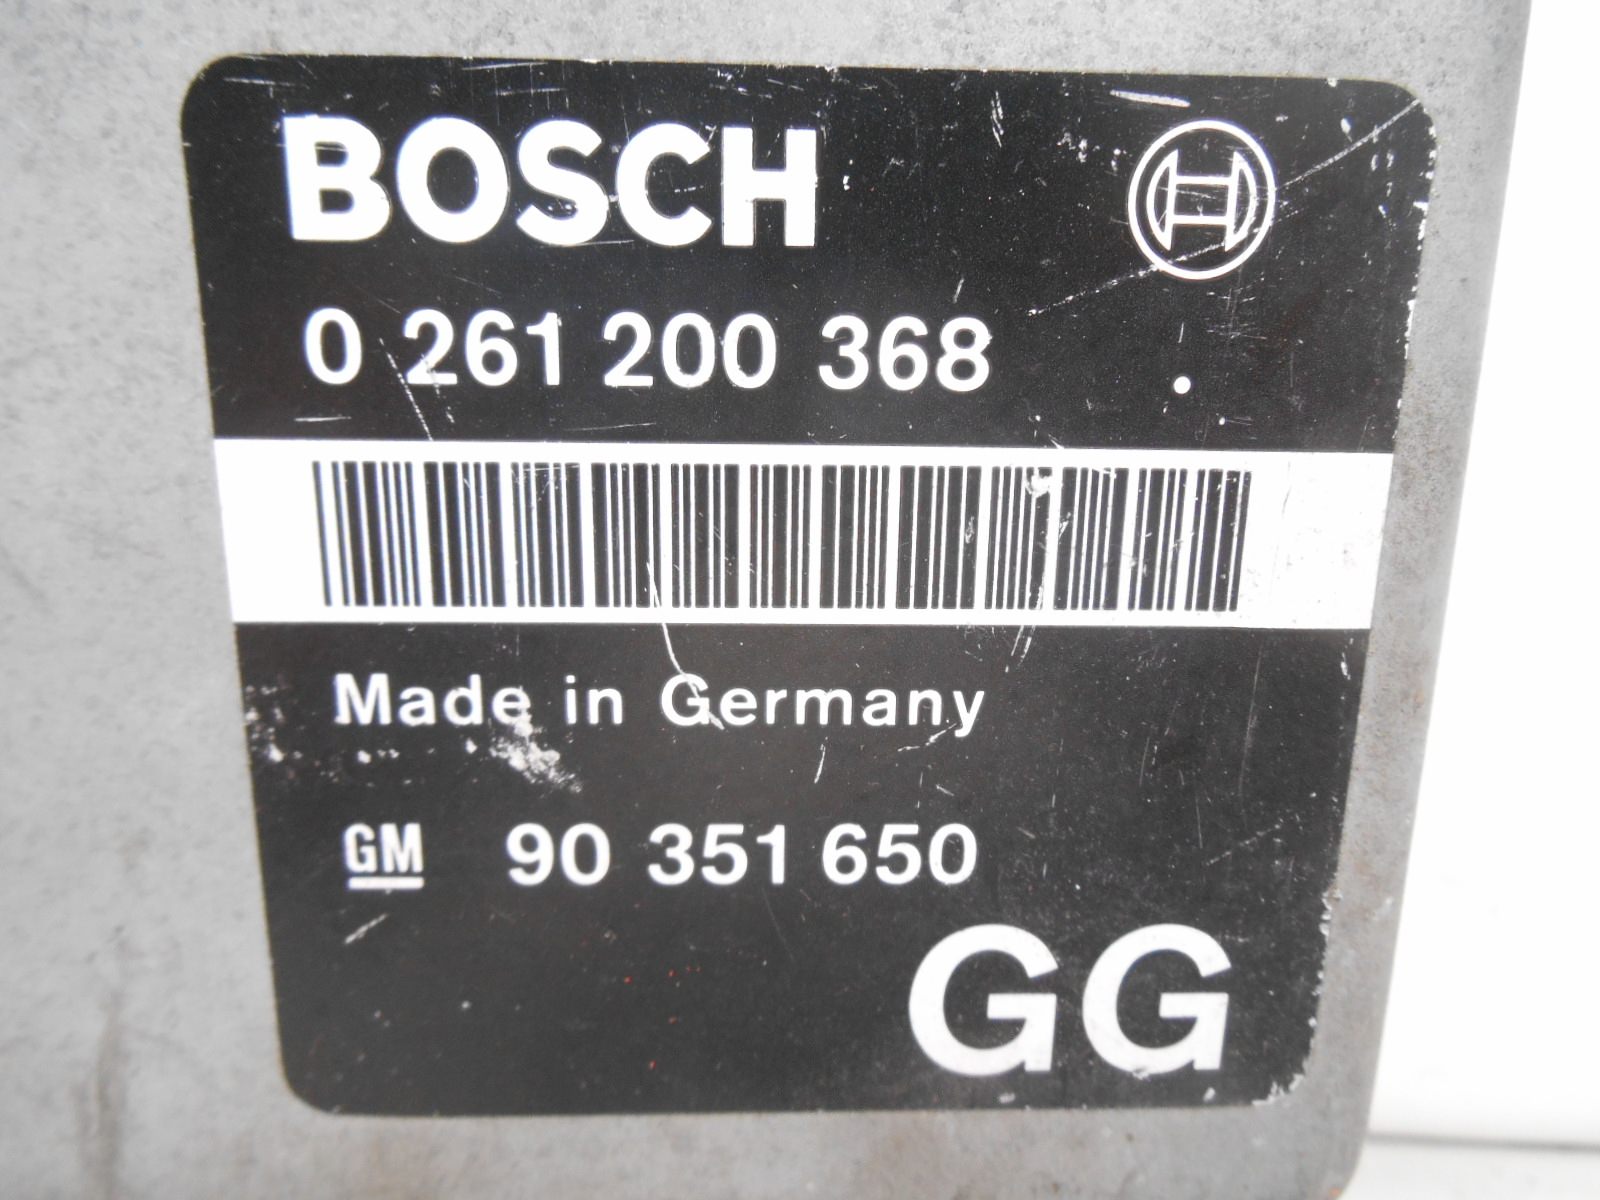 BOSCH
0 261 200 368
Made in Germany
GM 90 351 650
GG